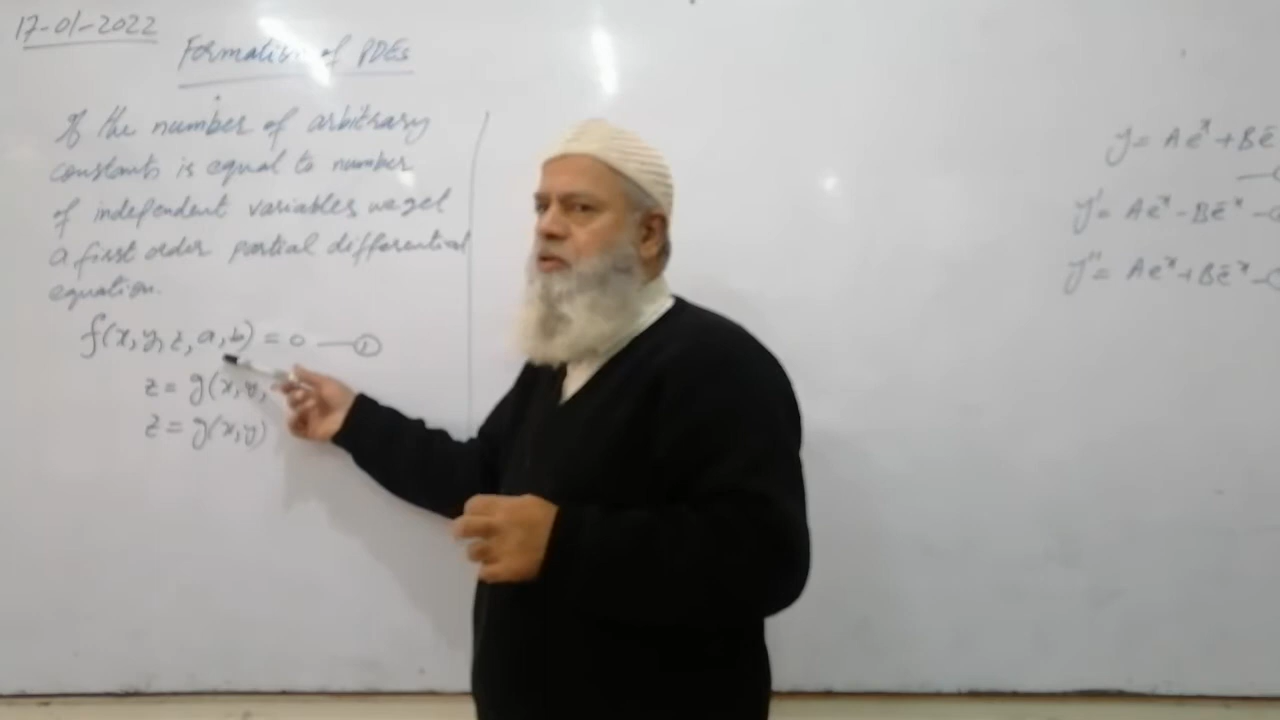 17-01-2022
Formation of PDEs
If the number of arbitrary
constants is equal to number
of independent variables we get
a first order partial differential
equation.
f(x,y,z,a,b) = 0 — ①
z = g(x,y,
z = g(x,y)
y = Ae^x + Be
y' = Ae^x - Be^-x —
y'' = Ae^x + Be^-x —